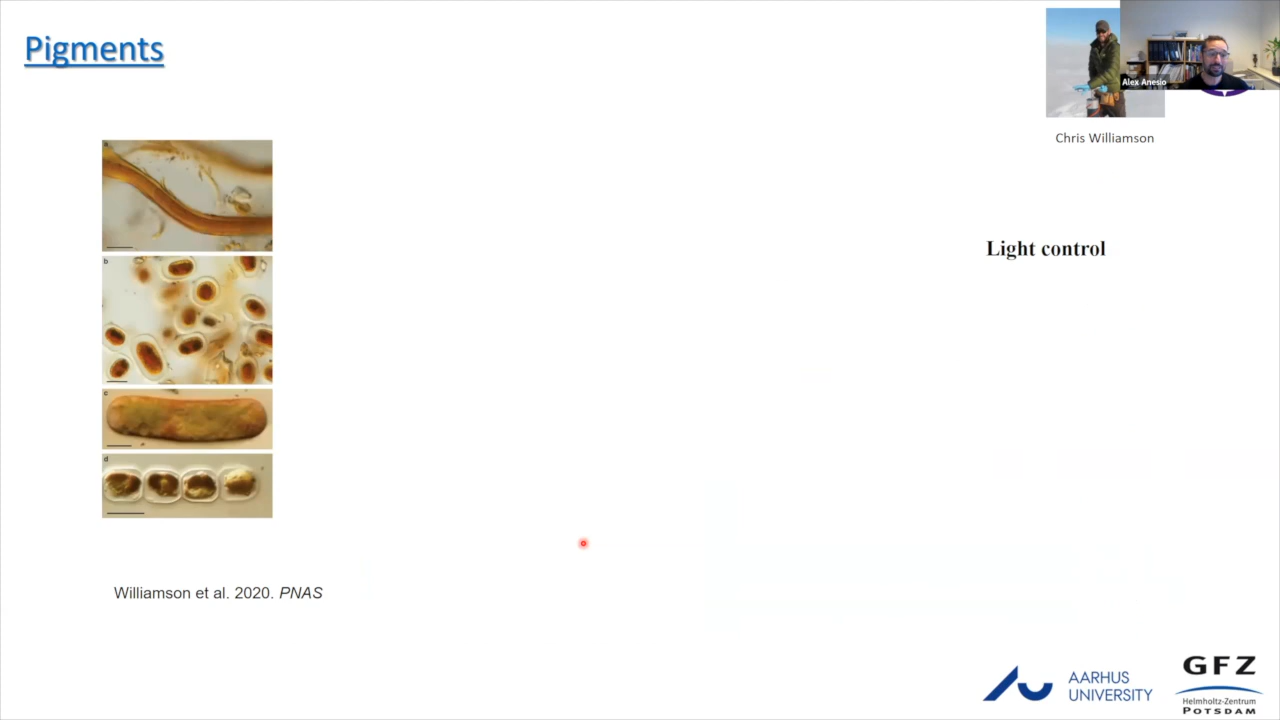 Pigments
Alex Anesio
Chris Williamson
a
Light control
b
c
d
Williamson et al. 2020. PNAS
AARHUS
UNIVERSITY
GFZ
Helmholtz-Zentrum
POTSDAM